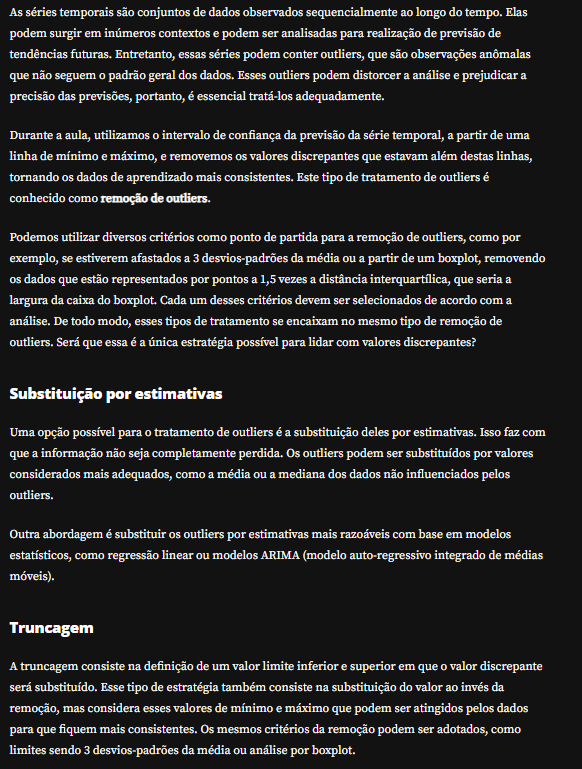 As séries temporais são conjuntos de dados observados sequencialmente ao longo do tempo. Elas
podem surgir em inúmeros contextos e podem ser analisadas para realização de previsão de
tendências futuras. Entretanto, essas séries podem conter outliers, que são observações anômalas
que não seguem o padrão geral dos dados. Esses outliers podem distorcer a análise e prejudicar a
precisão das previsões, portanto, é essencial tratá-los adequadamente.
Durante a aula, utilizamos o intervalo de confiança da previsão da série temporal, a partir de uma
linha de mínimo e máximo, e removemos os valores discrepantes que estavam além destas linhas,
tornando os dados de aprendizado mais consistentes. Este tipo de tratamento de outliers é
conhecido como remoção de outliers.
Podemos utilizar diversos critérios como ponto de partida para a remoção de outliers, como por
exemplo, se estiverem afastados a 3 desvios-padrões da média ou a partir de um boxplot, removendo
os dados que estão representados por pontos a 1,5 vezes a distância interquartílica, que seria a
largura da caixa do boxplot. Cada um desses critérios devem ser selecionados de acordo com a
análise. De todo modo, esses tipos de tratamento se encaixam no mesmo tipo de remoção de
outliers. Será que essa é a única estratégia possível para lidar com valores discrepantes?
Substituição por estimativas
Uma opção possível para o tratamento de outliers é a substituição deles por estimativas. Isso faz com
que a informação não seja completamente perdida. Os outliers podem ser substituídos por valores
considerados mais adequados, como a média ou a mediana dos dados não influenciados pelos
outliers.
Outra abordagem é substituir os outliers por estimativas mais razoáveis com base em modelos
estatísticos, como regressão linear ou modelos ARIMA (modelo auto-regressivo integrado de médias
móveis).
Truncagem
A truncagem consiste na definição de um valor limite inferior e superior em que o valor discrepante
será substituído. Esse tipo de estratégia também consiste na substituição do valor ao invés da
remoção, mas considera esses valores de mínimo e máximo que podem ser atingidos pelos dados
para que fiquem mais consistentes. Os mesmos critérios da remoção podem ser adotados, como
limites sendo 3 desvios-padrões da média ou análise por boxplot.